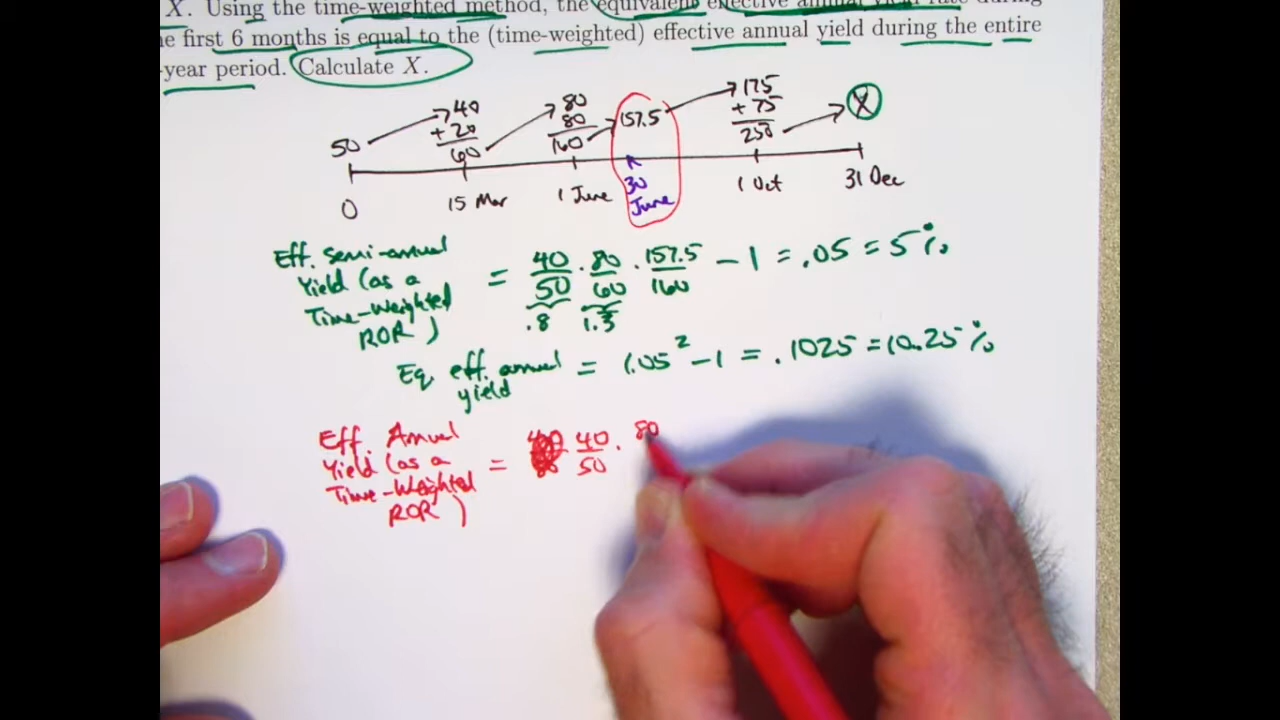 X. Using the time-weighted method, the equivalent effective annual yield rate during
e first 6 months is equal to the (time-weighted) effective annual yield during the entire
-year period. Calculate X.
50
40
+ 20
60
80
80
160
157.5
175
+ 75
250
X
0
15 Mar
1 June
30 June
1 Oct
31 Dec
Eff. Semi-annual
Yield (as a
Time-Weighted
ROR)
= 40/50 · 80/60 · 157.5/160 - 1 = .05 = 5%
.8 1.3̅
Eq eff. annual yield = 1.05² - 1 = .1025 = 10.25%
Eff. Annual
Yield (as a
Time-Weighted
ROR)
= 40/50 · 80